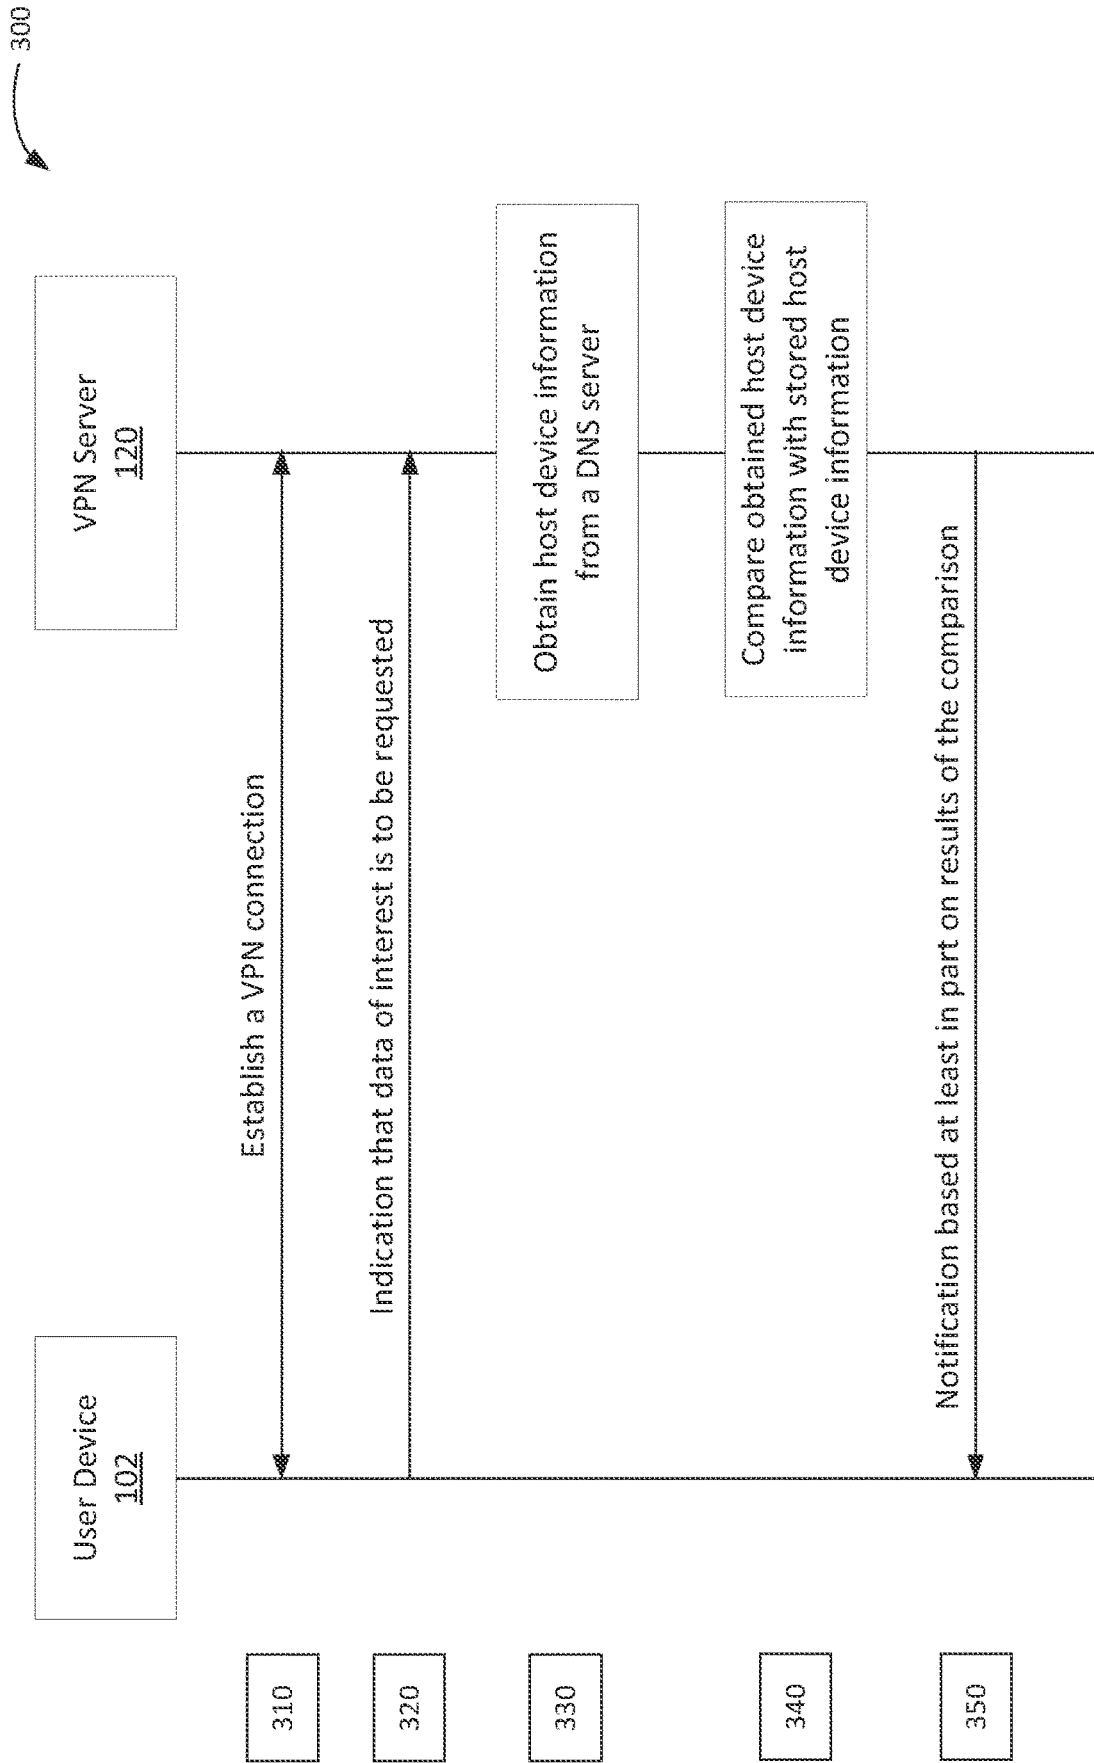 300
User Device
102
VPN Server
120
310
Establish a VPN connection
320
Indication that data of interest is to be requested
330
Obtain host device information
from a DNS server
340
Compare obtained host device
information with stored host
device information
350
Notification based at least in part on results of the comparison